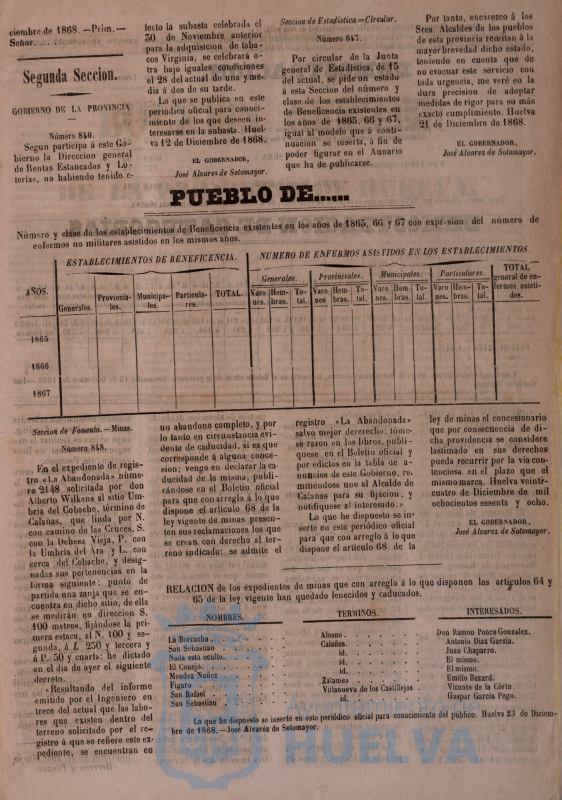 ciembre de 1868.—Prim.—
Señor.....
Segunda Seccion.
GOBIERNO DE LA PROVINCIA
Número 846.
Segun participa á este Go-
bierno la Direccion general
de Rentas Estancadas y Lo-
terias, no habiendo tenido e-
fecto la subasta celebrada el
30 de Noviembre anterior
para la adquisicion de taba-
cos Virginia, se celebrará o-
tra bajo iguales condiciones
el 28 del actual de una y me-
dia á dos de su tarde.
Lo que se publica en este
periódico oficial para conoci-
miento de los que deseen in-
teresarse en la subasta. Huel-
va 12 de Diciembre de 1868.
EL GOBERNADOR,
José Alvarez de Sotomayor.
Seccion de Estadística—Circular.
Número 847.
Por circular de la Junta
general de Estadística, de 15
del actual, se pide un estado
á esta Seccion del número y
clase de los establecimientos
de Beneficencia existentes en
los años de 1865, 66 y 67,
igual al modelo que á conti-
nuacion se inserta, á fin de
poder figurar en el Anuario
que ha de publicarse.
Por tanto, encarezco á los
Sres. Alcaldes de los pueblos
de esta provincia remitan á la
mayor brevedad dicho estado,
teniendo en cuenta que de
no evacuar este servicio con
toda urgencia, me veré en la
dura precision de adoptar
medidas de rigor para su más
exacto cumplimiento. Huelva
21 de Diciembre de 1868.
EL GOBERNADOR,
José Alvarez de Sotomayor.
PUEBLO DE......
Número y clase de los establecimientos de Beneficencia existentes en los años de 1865, 66 y 67 con expresion del número de
enfermos no militares asistidos en los mismos años.
AÑOS. ESTABLECIMIENTOS DE BENEFICENCIA. NUMERO DE ENFERMOS ASISTIDOS EN LOS ESTABLECIMIENTOS. TOTAL general de en- fermos asisti- dos.
Generales. Provincia- les. Municipa- les. Particula- res. TOTAL. Generales. Provinciales. Municipales. Particulares.
Varo nes. Hem- bras. To- tal. Varo nes. Hem- bras. To- tal. Varo nes. Hem- bras. To- tal. Varo nes. Hem- bras. To- tal.
1865
1866
1867
Seccion de Fomento.—Minas.
Número 848.
En el expediente de regis-
tro «La Abandonada», núme-
ro 2148 solicitada por don
Alberto Wilkens al sitio Um-
bria del Cobache, término de
Calañas, que linda por N.
con camino de las Cruces, S.
con la Dehesa Vieja, P. con
la Umbria del Ara y L. con
cerca del Cobache, y desig-
nadas sus pertenencias en la
forma siguiente: punto de
partida una zanja que se en-
cuentra en dicho sitio, de ella
se medirán en direccion S.
400 metros, fijándose la pri-
mera estaca, al N. 100 y se-
gunda, á L 250 y tercera y
á P. 50 y cuarta: he dictado
en el dia de ayer el siguiente
decreto.
«Resultando del informe
emitido por el Ingeniero en
trece del actual que las labo-
res que existen dentro del
terreno solicitado por el re-
gistro á que se refiere este ex-
pediente, se encuentran en
un abandono completo, y por
lo tanto en circunstancia evi-
dente de caducidad, si es que
corresponde á alguna conce-
sion; vengo en declarar la ca-
ducidad de la misma, publi-
cándose en el Boletin oficial
para que con arreglo á lo que
dispone el artículo 68 de la
ley vigente de minas presen-
ten sus reclamaciones los que
se crean con derecho al ter-
reno indicado: se admite el
registro «La Abandonada»
salvo mejor dererecho: tóme-
se razon en los libros, publi-
quese en el Boletin oficial y
por edictos en la tabla de a-
nuncios de este Gobierno, re-
mitiéndose uno al Alcalde de
Calañas para su fijacion, y
notifiquese al interesado.»
Lo que he dispuesto se in-
serte en este periódico oficial
para que con arreglo á lo que
dispone el artículo 68 de la
ley de minas el concesionario
que por consecuencia de di-
cha providencia se considere
lastimado en sus derechos
pueda recurrir por la via con-
tenciosa en el plazo que el
mismo marca. Huelva veinti-
cuatro de Diciembre de mil
ochocientos sesenta y ocho.
EL GOBERNADOR,
José Alvarez de Sotomayor.
RELACION de los expedientes de minas que con arreglo á lo que disponen los artículos 64 y
65 de la ley vigente han quedado fenecidos y caducados.
NOMBRES. TERMINOS. INTERESADOS.
La Borracha. Alosno. Don Ramon Ponce Gonzalez.
San Sebastian Calañas. Antonio Diaz Garcia.
Nada está oculto. id. Juan Chaparro.
El Conejo. id. El mismo.
Mendez Nuñez id. El mismo.
Figaro Zalamea Emilio Bezard.
San Rafael Villanueva de los Castillejos Vicente de la Córte.
San Sebastian id. Gaspar Garcia Pego.
Lo que he dispuesto se inserte en este periódico oficial para conocimiento del público. Huelva 23 de Diciem-
bre de 1868.—José Alvarez de Sotomayor.
Ayuntamiento de
HUELVA